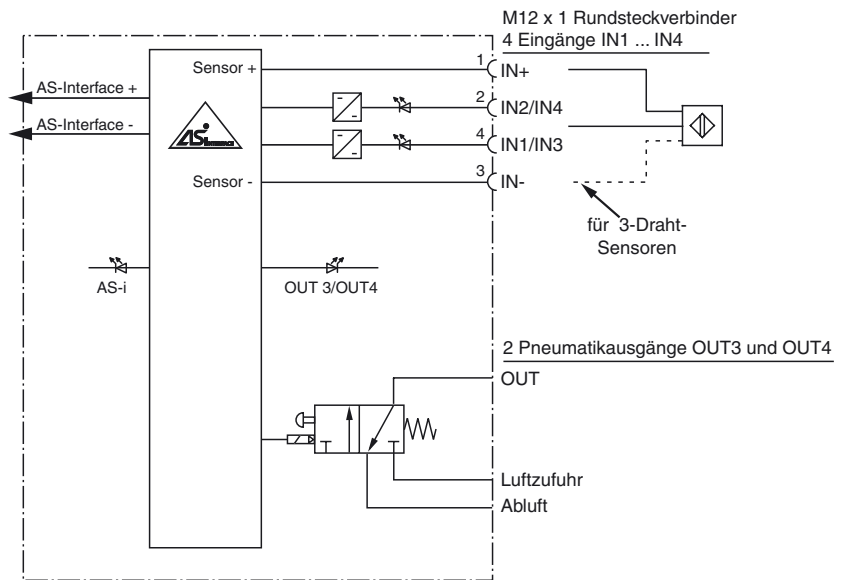 M12 x 1 Rundsteckverbinder
4 Eingänge IN1 ... IN4
Sensor +
1
IN+
AS-Interface +
2
IN2/IN4
AS-Interface -
ASi INTERFACE
4
IN1/IN3
Sensor -
3
IN-
für 3-Draht-
Sensoren
AS-i
OUT 3/OUT4
2 Pneumatikausgänge OUT3 und OUT4
OUT
Luftzufuhr
Abluft